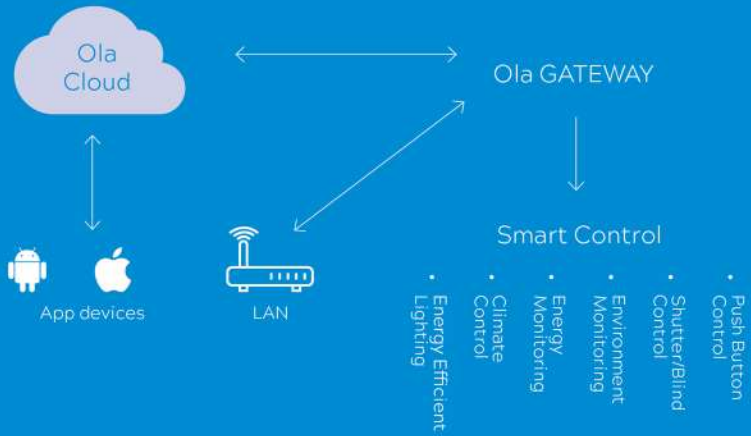 Ola
Cloud
Ola GATEWAY
Smart Control
App devices
LAN
• Energy Efficient
Lighting
• Climate
Control
• Energy
Monitoring
• Environment
Monitoring
• Shutter/Blind
Control
• Push Button
Control